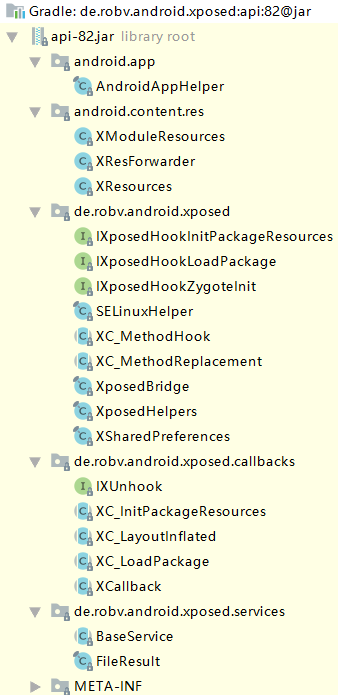 Gradle: de.robv.android.xposed:api:82@jar
api-82.jar library root
android.app
AndroidAppHelper
android.content.res
XModuleResources
XResForwarder
XResources
de.robv.android.xposed
IXposedHookInitPackageResources
IXposedHookLoadPackage
IXposedHookZygoteInit
SELinuxHelper
XC_MethodHook
XC_MethodReplacement
XposedBridge
XposedHelpers
XSharedPreferences
de.robv.android.xposed.callbacks
IXUnhook
XC_InitPackageResources
XC_LayoutInflated
XC_LoadPackage
XCallback
de.robv.android.xposed.services
BaseService
FileResult
META-INF